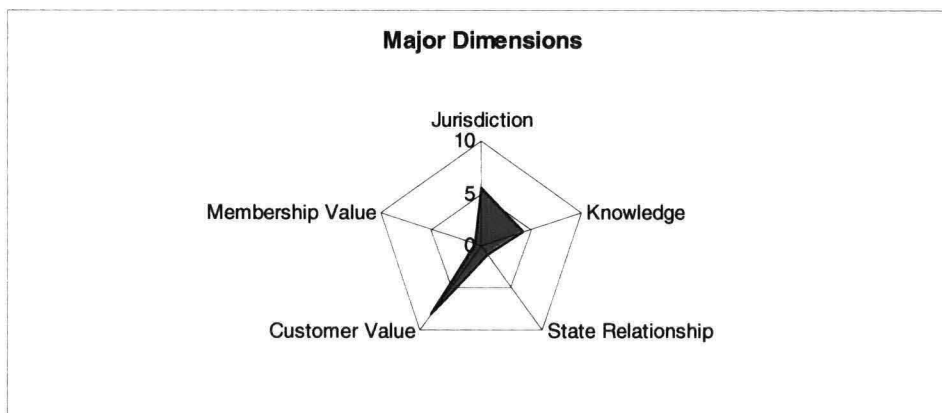 Major Dimensions
Jurisdiction
10
5
0
Membership Value
Knowledge
Customer Value
State Relationship